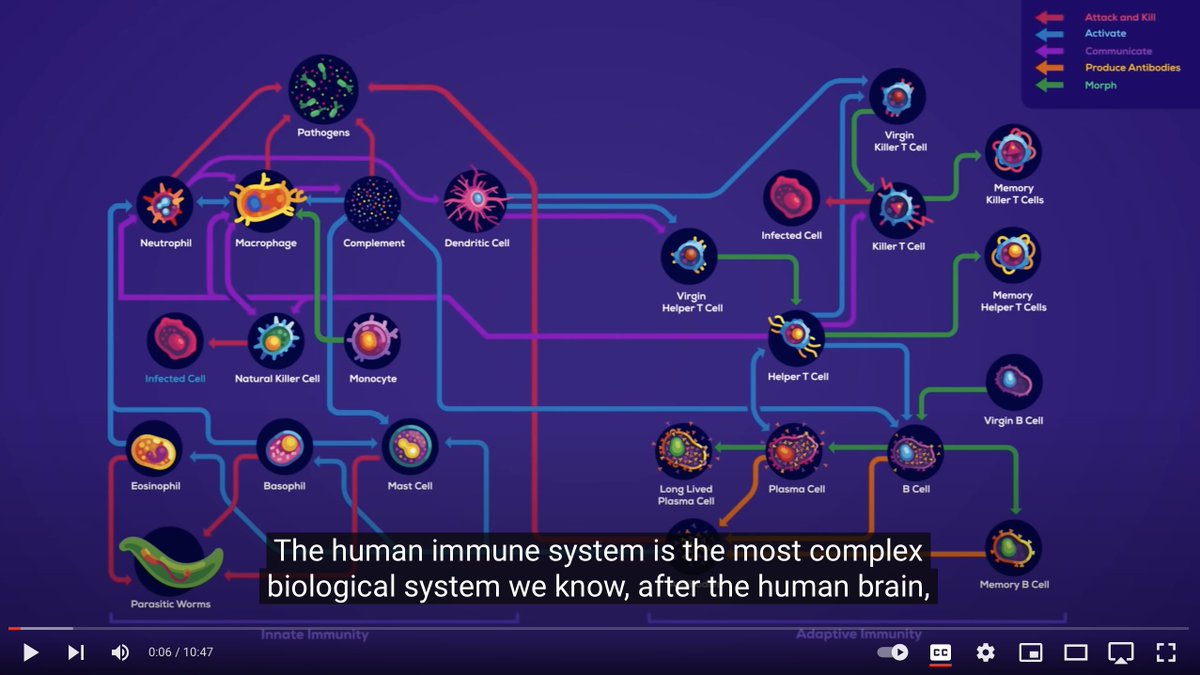 Attack and Kill
Activate
Communicate
Produce Antibodies
Morph
Pathogens
Virgin
Killer T Cell
Memory
Killer T Cells
Neutrophil
Macrophage
Complement
Dendritic Cell
Infected Cell
Killer T Cell
Virgin
Helper T Cell
Memory
Helper T Cells
Infected Cell
Natural Killer Cell
Monocyte
Helper T Cell
Virgin B Cell
Eosinophil
Basophil
Mast Cell
Long Lived
Plasma Cell
Plasma Cell
B Cell
Parasitic Worms
Memory B Cell
The human immune system is the most complex
biological system we know, after the human brain,
Innate Immunity
Adaptive Immunity
0:06 / 10:47
CC